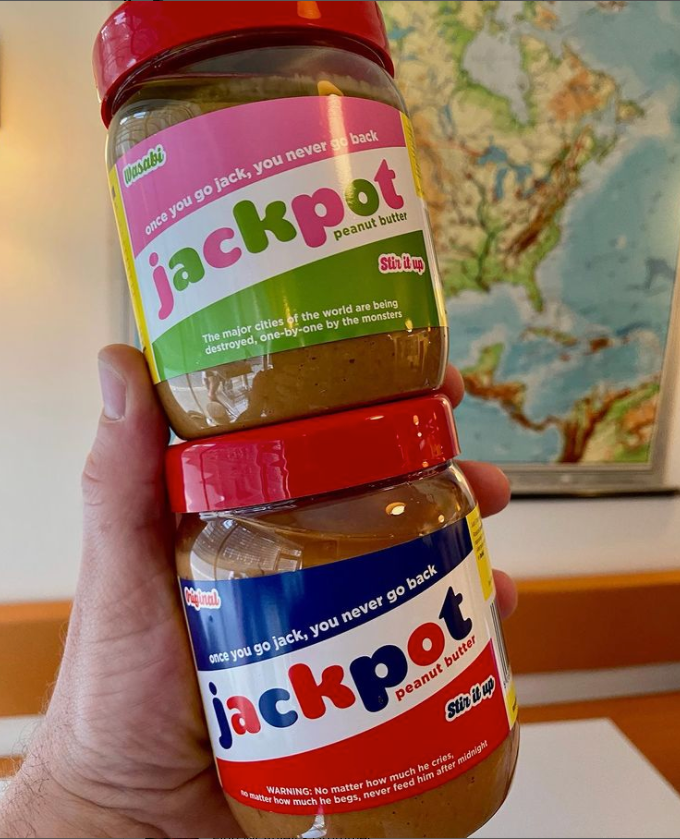 Wasabi
once you go jack, you never go back
jackpot
peanut butter
Stir it up
The major cities of the world are being
destroyed, one-by-one by the monsters
Original
once you go jack, you never go back
jackpot
peanut butter
Stir it up
WARNING: No matter how much he cries,
no matter how much he begs, never feed him after midnight